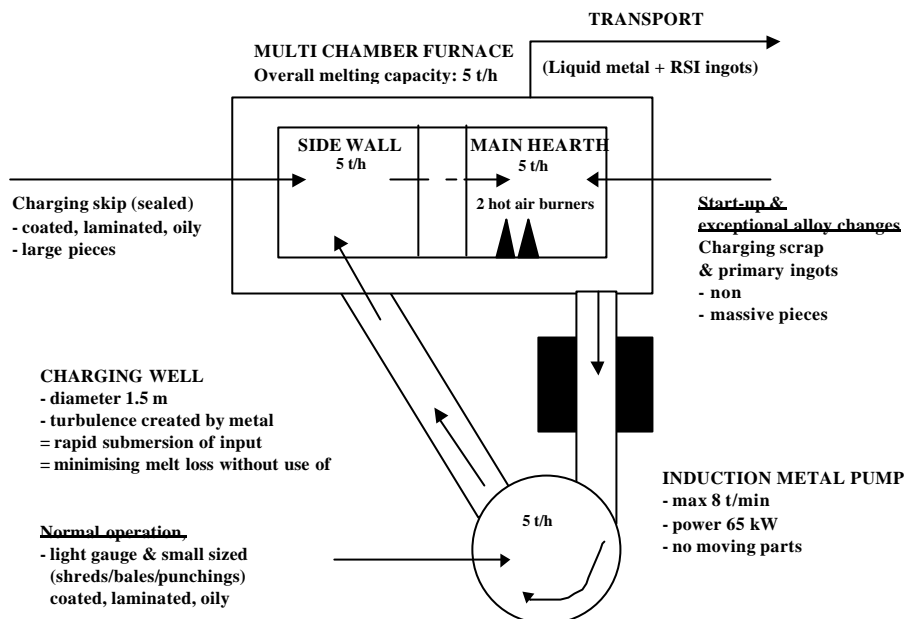 TRANSPORT
MULTI CHAMBER FURNACE
Overall melting capacity: 5 t/h
(Liquid metal + RSI ingots)
SIDE WALL
5 t/h
MAIN HEARTH
5 t/h
2 hot air burners
Charging skip (sealed)
- coated, laminated, oily
- large pieces
Start-up &
exceptional alloy changes
Charging scrap
& primary ingots
- non
- massive pieces
CHARGING WELL
- diameter 1.5 m
- turbulence created by metal
= rapid submersion of input
= minimising melt loss without use of
INDUCTION METAL PUMP
- max 8 t/min
- power 65 kW
- no moving parts
5 t/h
Normal operation,
- light gauge & small sized
(shreds/bales/punchings)
coated, laminated, oily